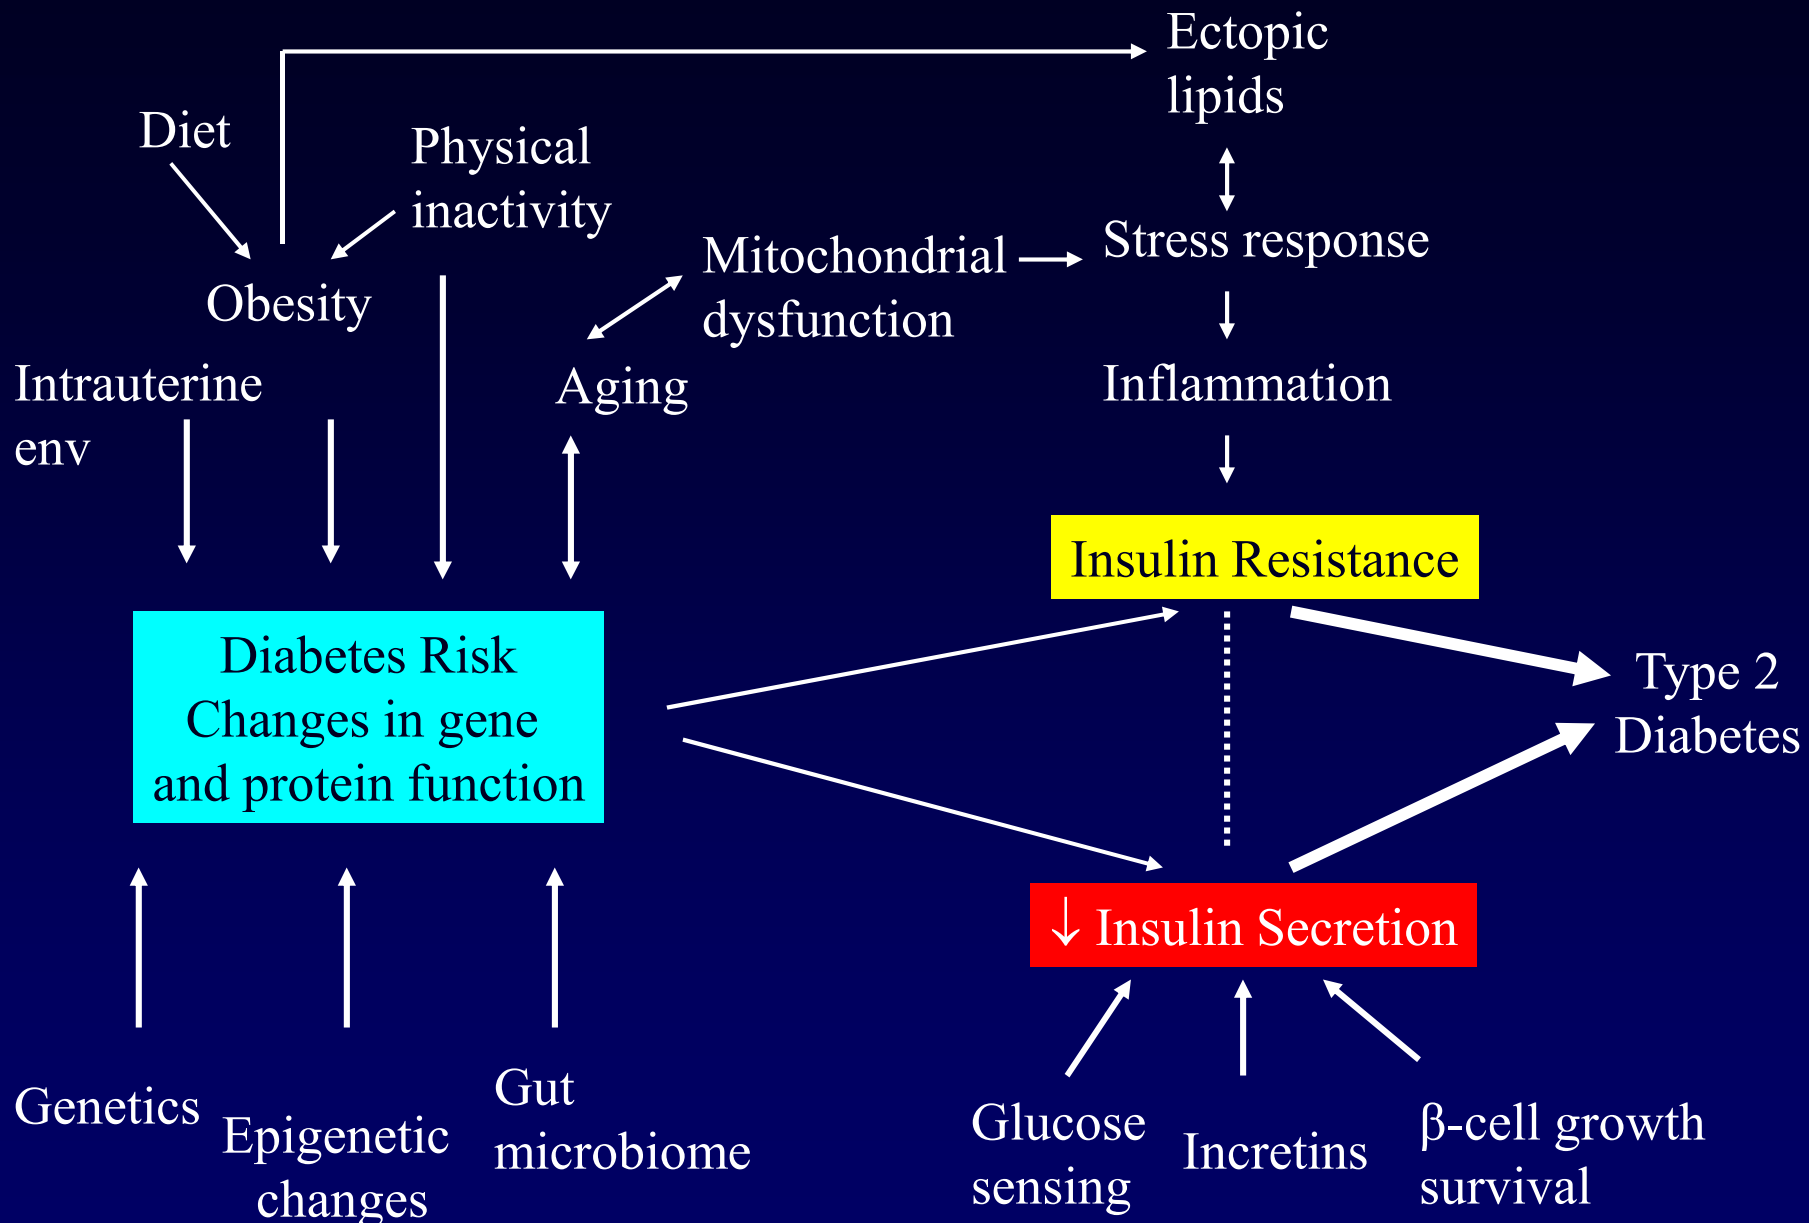 Ectopic
lipids
Diet
Physical
inactivity
Mitochondrial
dysfunction
Stress response
Obesity
Intrauterine
env
Aging
Inflammation
Insulin Resistance
Diabetes Risk
Changes in gene
and protein function
Type 2
Diabetes
↓ Insulin Secretion
Genetics
Epigenetic
changes
Gut
microbiome
Glucose
sensing
Incretins
β-cell growth
survival